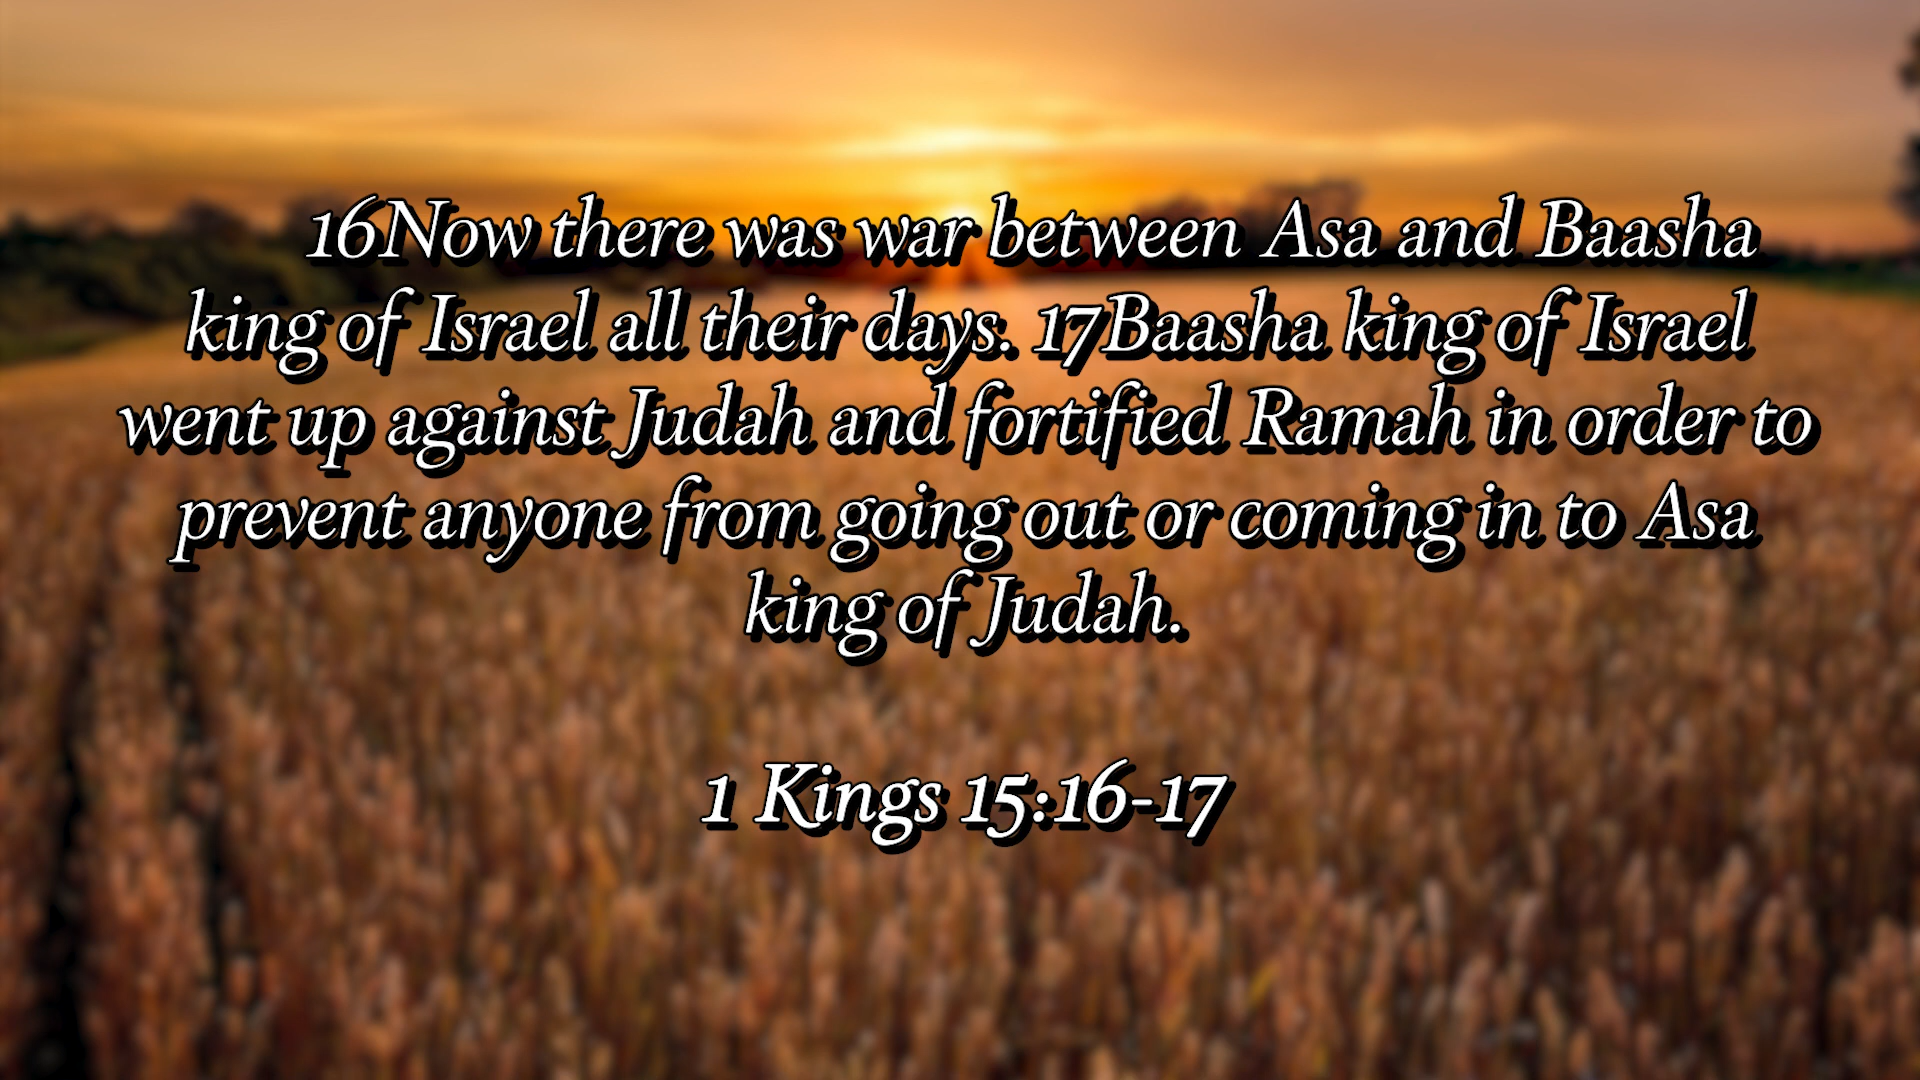 16Now there was war between Asa and Baasha
king of Israel all their days. 17Baasha king of Israel
went up against Judah and fortified Ramah in order to
prevent anyone from going out or coming in to Asa
king of Judah.
1 Kings 15:16-17